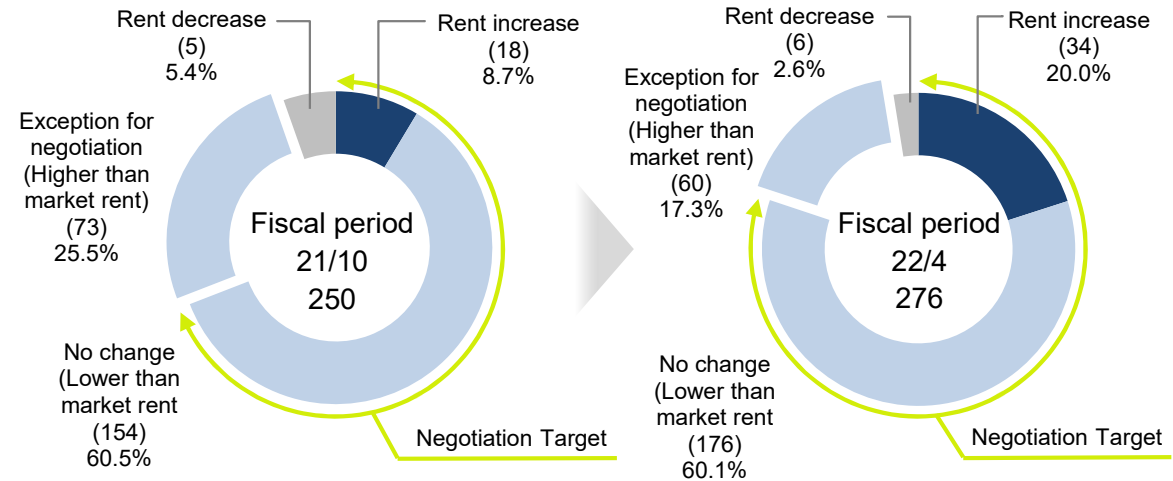 Rent decrease
(5)
5.4%
Rent increase
(18)
8.7%
Exception for
negotiation
(Higher than
market rent)
(73)
25.5%
Fiscal period
21/10
250
No change
(Lower than
market rent
(154)
60.5%
Negotiation Target
Rent decrease
(6)
2.6%
Rent increase
(34)
20.0%
Exception for
negotiation
(Higher than
market rent)
(60)
17.3%
Fiscal period
22/4
276
No change
(Lower than
market rent
(176)
60.1%
Negotiation Target